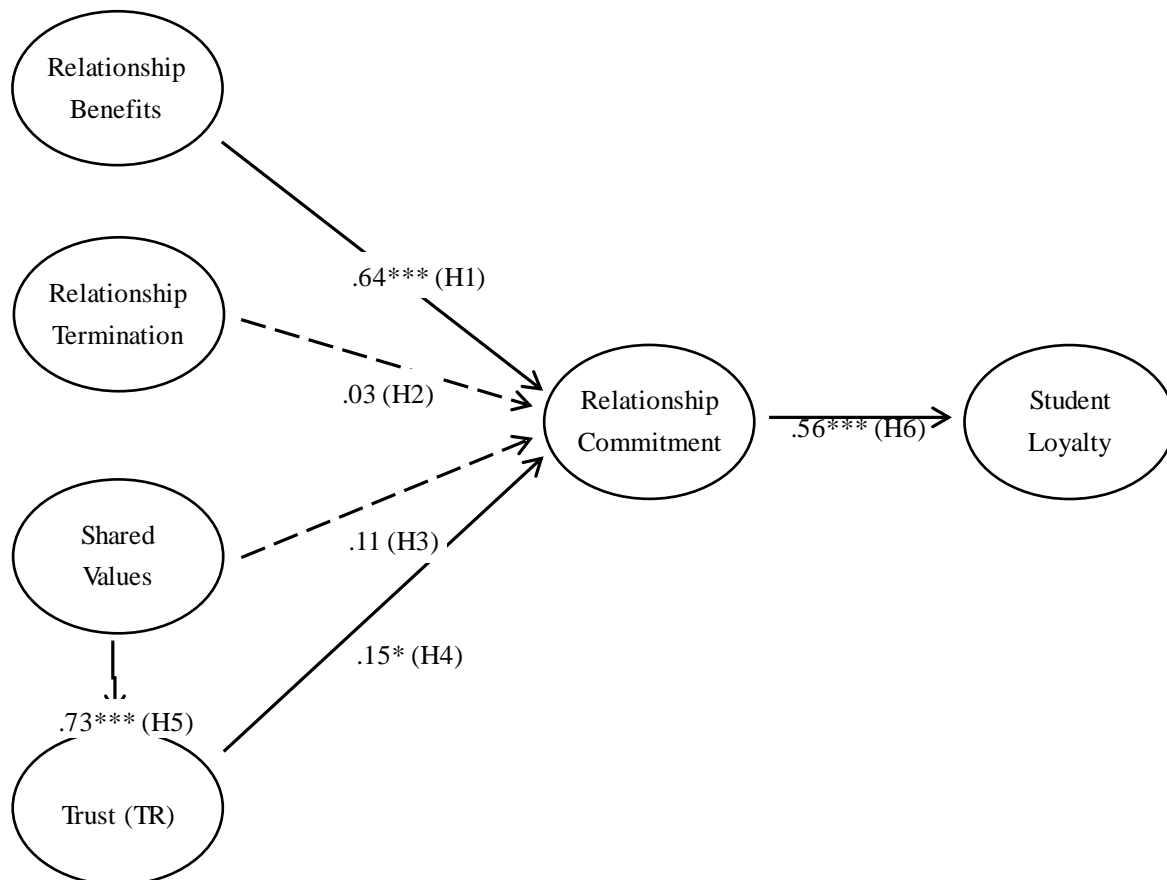 Relationship
Benefits
.64*** (H1)
Relationship
Termination
.03 (H2)
Relationship
Commitment
.56*** (H6)
Student
Loyalty
Shared
Values
.11 (H3)
.15* (H4)
.73*** (H5)
Trust (TR)